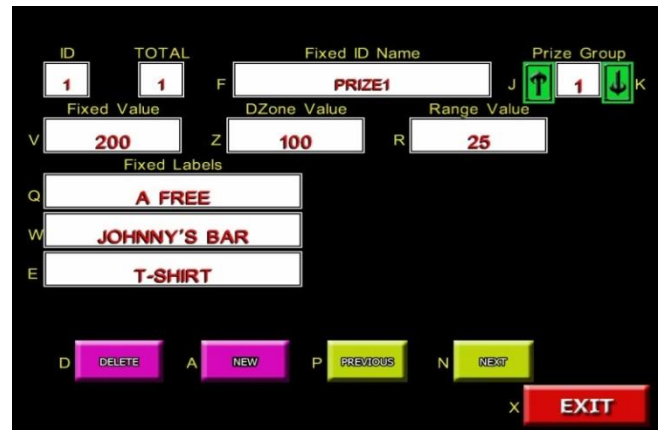 ID TOTAL Fixed ID Name Prize Group
1 1 F PRIZE1 J 1 K
Fixed Value DZone Value Range Value
V 200 Z 100 R 25
Fixed Labels
Q A FREE
W JOHNNY'S BAR
E T-SHIRT
D DELETE A NEW P PREVIOUS N NEXT
X EXIT